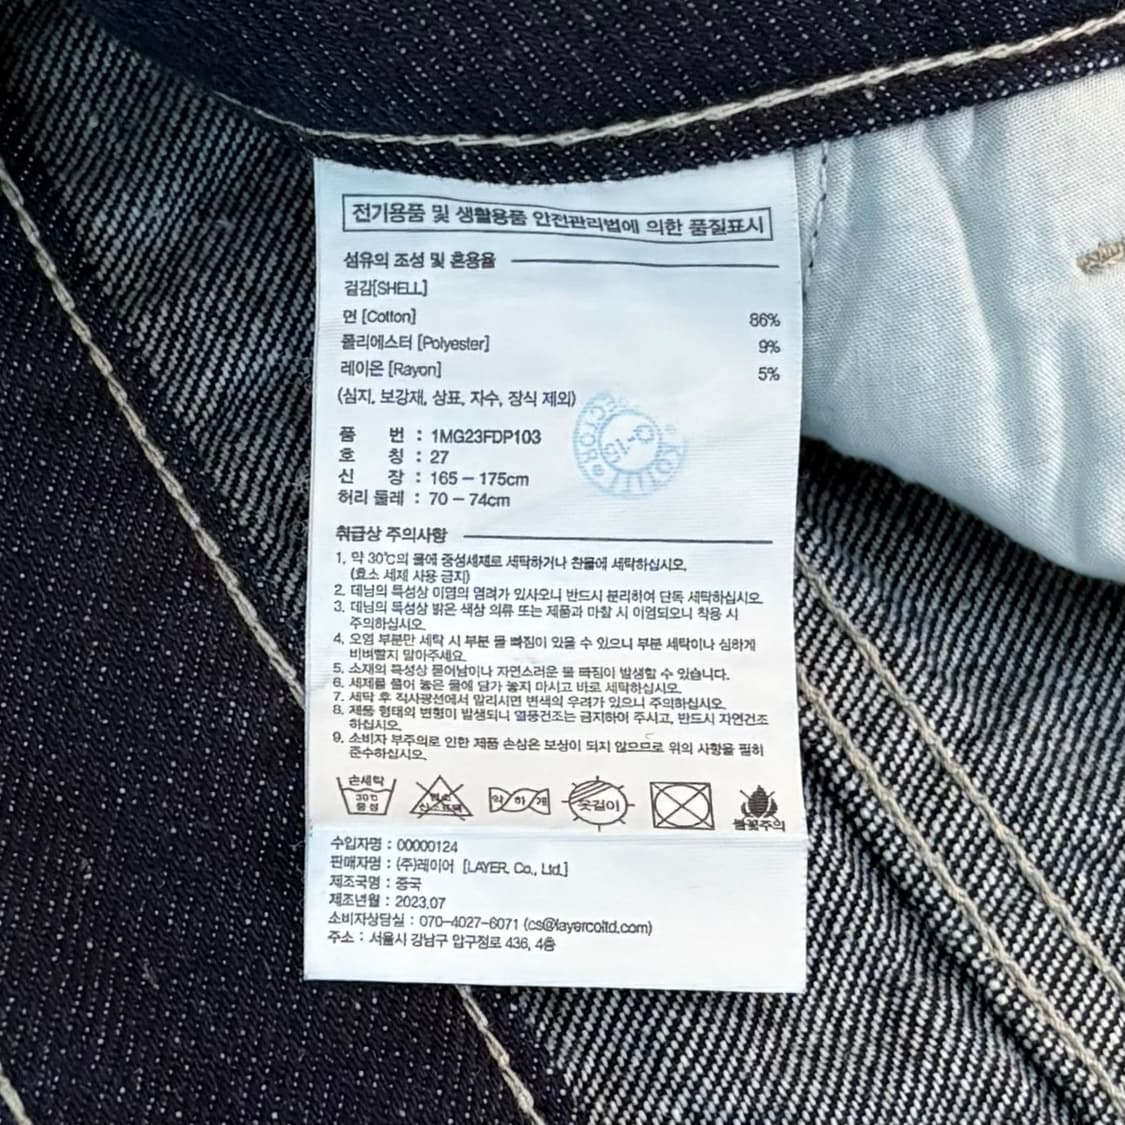 전기용품 및 생활용품 안전관리법에 의한 품질표시
섬유의 조성 및 혼용율
겉감[SHELL]
면 [Cotton] 86%
폴리에스터 [Polyester] 9%
레이온 [Rayon] 5%
(심지, 보강재, 상표, 자수, 장식 제외)
품 번 : 1MG23FDP103
호 칭 : 27
신 장 : 165 – 175cm
허리 둘레 : 70 – 74cm
취급상 주의사항
1. 약 30℃의 물에 중성세제로 세탁하거나 찬물에 세탁하십시오.
(효소 세제 사용 금지)
2. 데님의 특성상 이염의 염려가 있사오니 반드시 분리하여 단독 세탁하십시오.
3. 데님의 특성상 밝은 색상 의류 또는 제품과 마찰 시 이염되오니 착용 시
주의하십시오.
4. 오염 부분만 세탁 시 부분 물 빠짐이 있을 수 있으니 부분 세탁이나 심하게
비벼빨지 말아주세요.
5. 소재의 특성상 묻어남이나 자연스러운 물 빠짐이 발생할 수 있습니다.
6. 세제를 풀어 놓은 물에 담가 놓지 마시고 바로 세탁하십시오.
7. 세탁 후 직사광선에서 말리시면 변색의 우려가 있으니 주의하십시오.
8. 제품 형태의 변형이 발생되니 열풍건조는 금지하여 주시고, 반드시 자연건조
하십시오.
9. 소비자 부주의로 인한 제품 손상은 보상이 되지 않으므로 위의 사항을 필히
준수하십시오.
손세탁
30℃
중성
염소
산소표백
약하게
옷걸이
불꽃주의
수입자명 : 00000124
판매자명 : (주)레이어 [LAYER. Co., Ltd.]
제조국명 : 중국
제조년월 : 2023.07
소비자상담실 : 070-4027-6071 (cs@layercoltd.com)
주소 : 서울시 강남구 압구정로 436, 4층
KOTITI